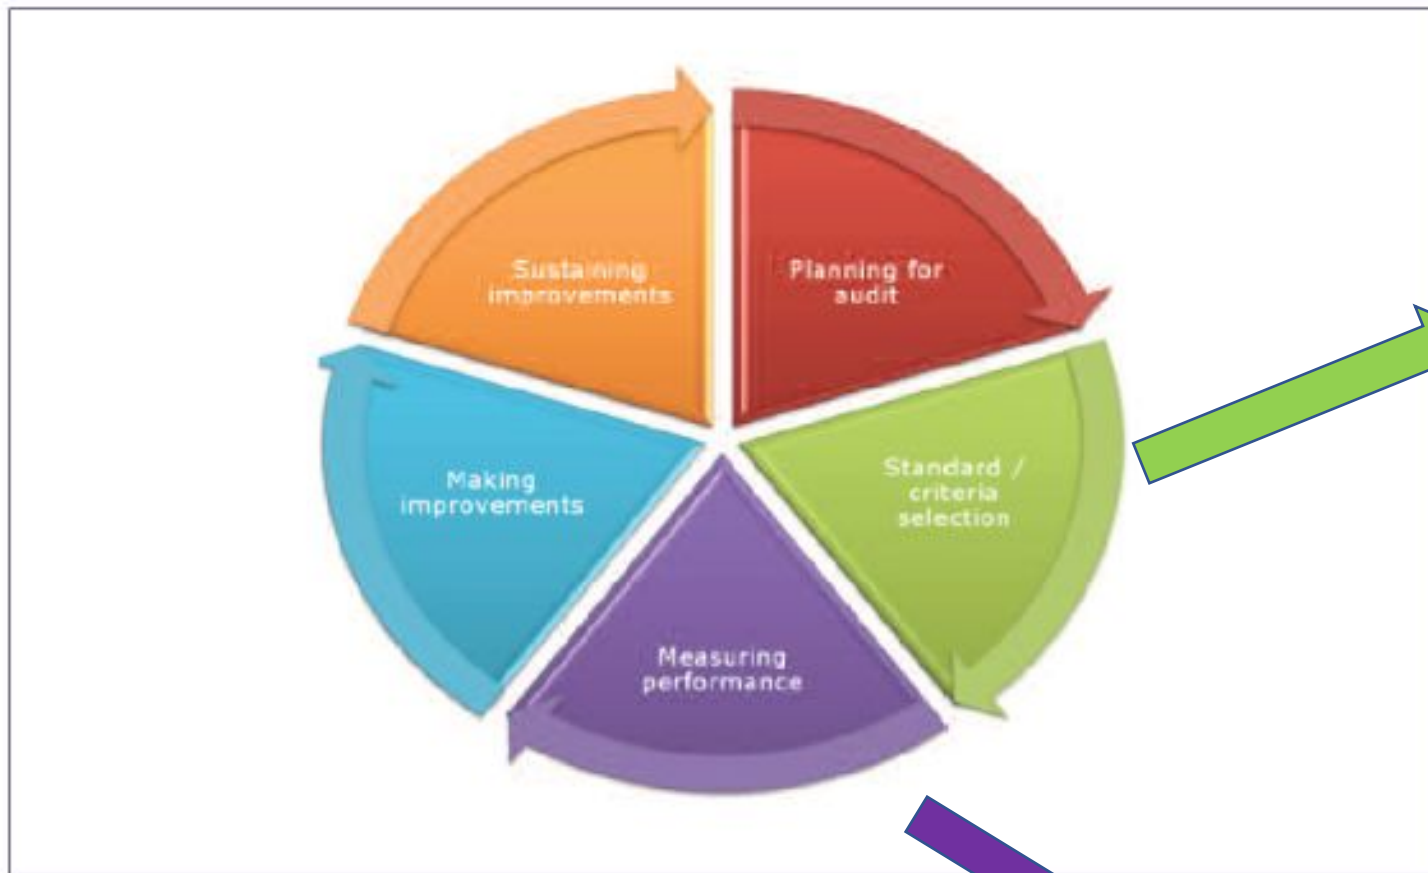 Planning for
audit
Standard /
criteria
selection
Measuring
performance
Making
improvements
Sustaining
improvements